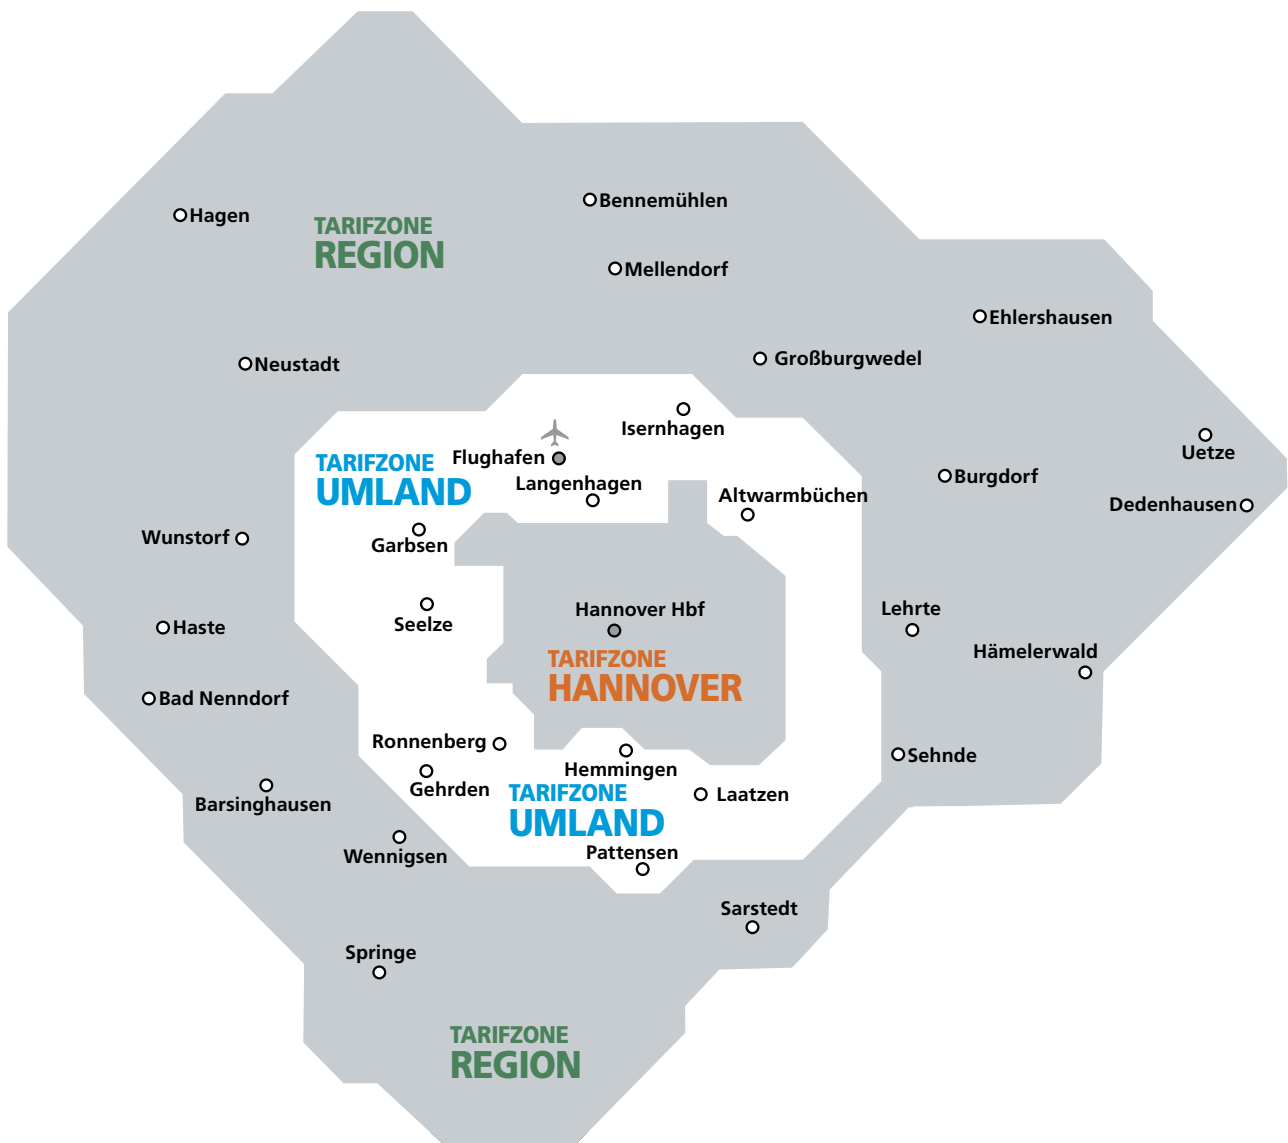 Bennemühlen
Hagen
TARIFZONE
REGION
Mellendorf
Ehlershausen
Großburgwedel
Neustadt
Isernhagen
Uetze
Flughafen
TARIFZONE
UMLAND
Langenhagen
Burgdorf
Altwarmbüchen
Dedenhausen
Wunstorf
Garbsen
Hannover Hbf
Lehrte
Seelze
Haste
Hämelerwald
TARIFZONE
HANNOVER
Bad Nenndorf
Ronnenberg
Sehnde
Hemmingen
Gehrden
TARIFZONE
UMLAND
Laatzen
Barsinghausen
Pattensen
Wennigsen
Sarstedt
Springe
TARIFZONE
REGION